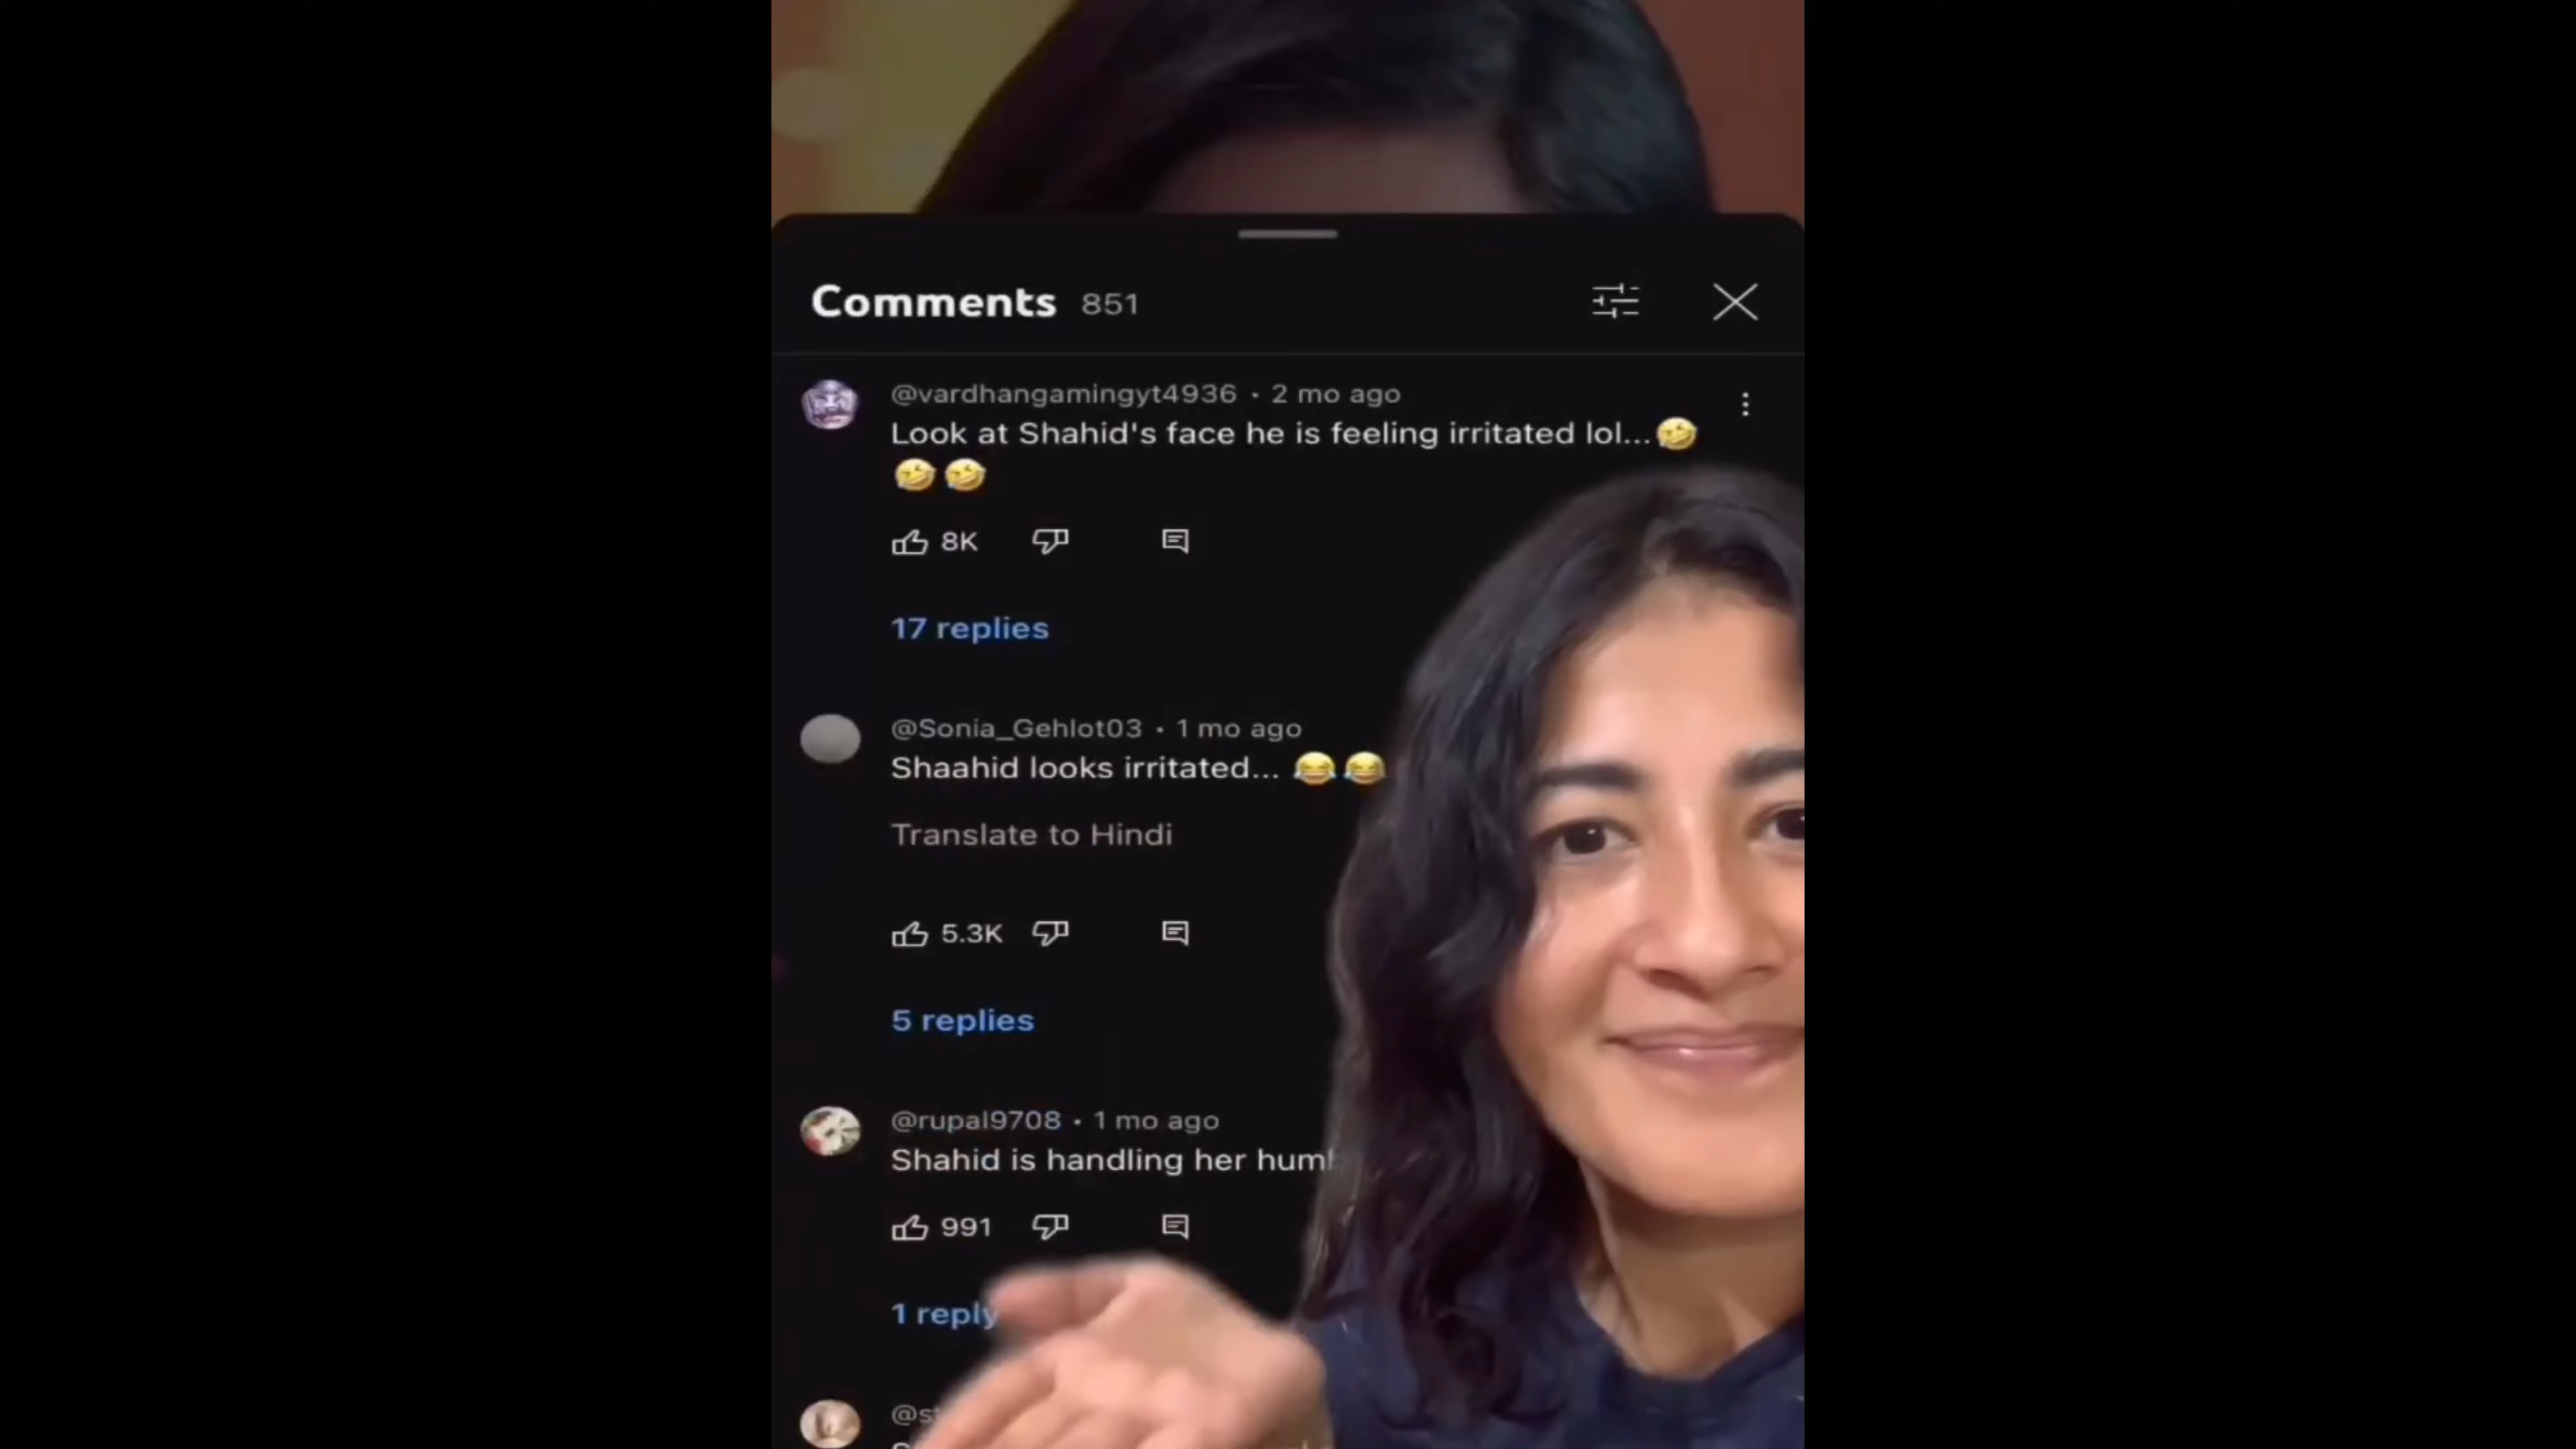 Comments 851
@vardhangamingyt4936 · 2 mo ago
Look at Shahid's face he is feeling irritated lol...🤣
🤣🤣
8K
17 replies
@Sonia_Gehlot03 · 1 mo ago
Shaahid looks irritated... 😂😂
Translate to Hindi
5.3K
5 replies
@rupal9708 · 1 mo ago
Shahid is handling her
991
1 reply